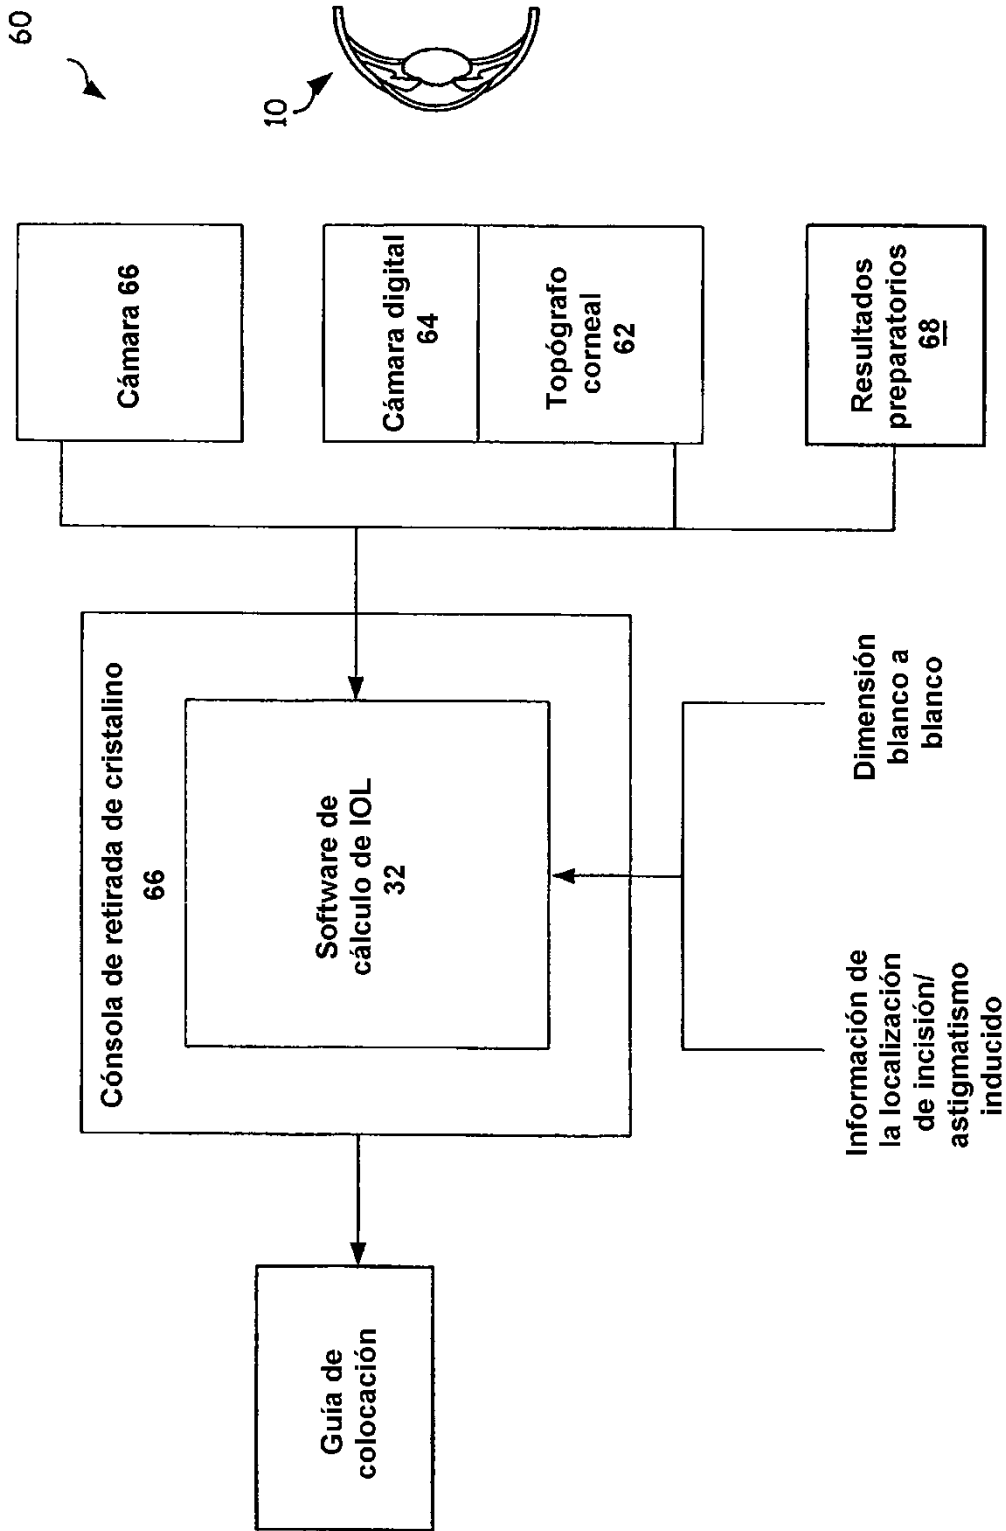 60
10
Cámara 66
Cámara digital
64
Topógrafo
corneal
62
Resultados
preparatorios
68
Cónsola de retirada de cristalino
66
Software de
cálculo de IOL
32
Guía de
colocación
Información de
la localización
de incisión/
astigmatismo
inducido
Dimensión
blanco a
blanco